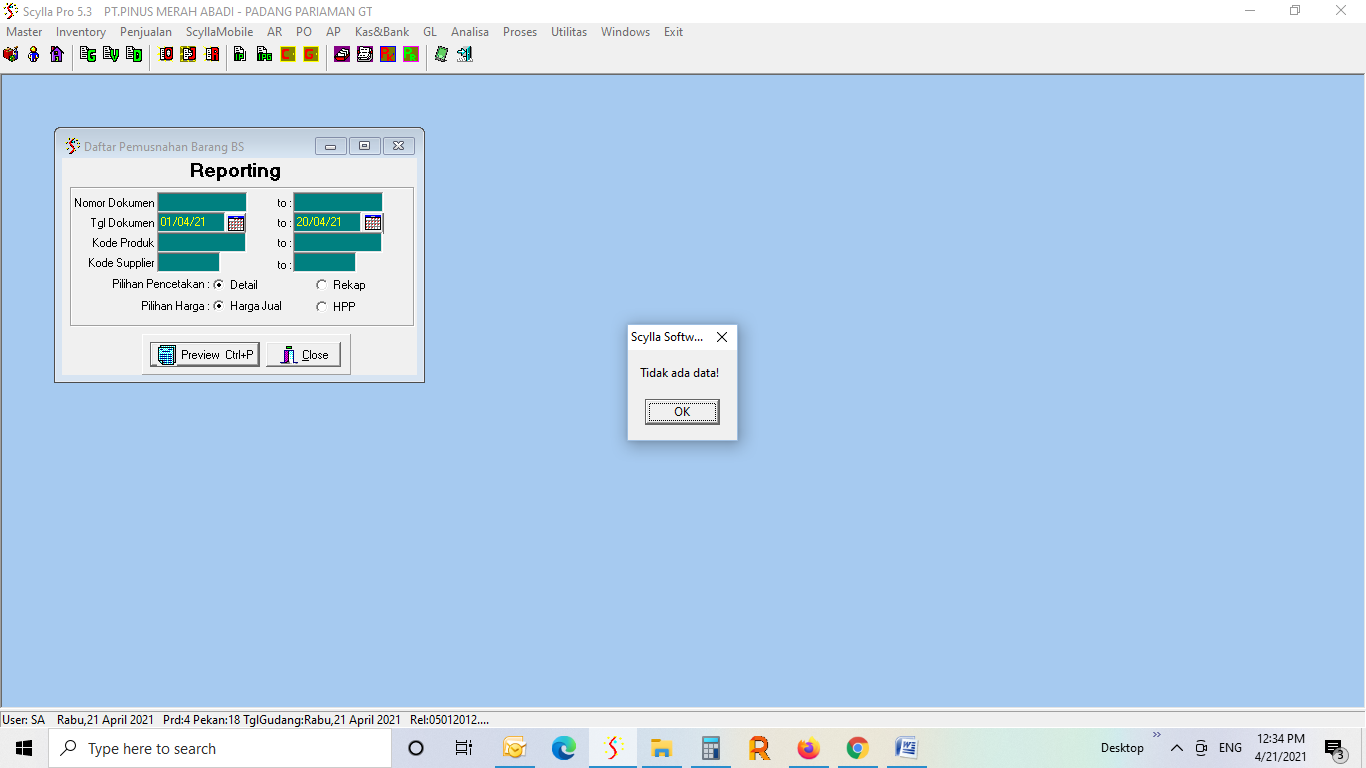 Scylla Pro 5.3 PT.PINUS MERAH ABADI - PADANG PARIAMAN GT
Master Inventory Penjualan ScyllaMobile AR PO AP Kas&Bank GL Analisa Proses Utilitas Windows Exit
Daftar Pemusnahan Barang BS
Reporting
Nomor Dokumen to :
Tgl Dokumen 01/04/21 to : 20/04/21
Kode Produk to :
Kode Supplier to :
Pilihan Pencetakan : Detail Rekap
Pilihan Harga : Harga Jual HPP
Preview Ctrl+P Close
Scylla Softw...
Tidak ada data!
OK
User: SA Rabu,21 April 2021 Prd:4 Pekan:18 TglGudang:Rabu,21 April 2021 Rel:05012012....
Type here to search
Desktop
ENG
12:34 PM
4/21/2021
3